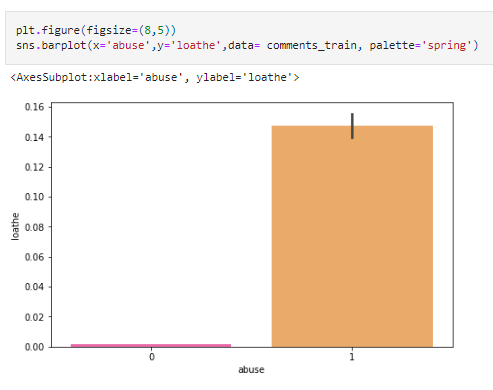 plt.figure(figsize=(8,5))
sns.barplot(x='abuse',y='loathe',data= comments_train, palette='spring')
<AxesSubplot:xlabel='abuse', ylabel='loathe'>
0.16
0.14
0.12
0.10
0.08
0.06
0.04
0.02
0.00
loathe
0 1
abuse